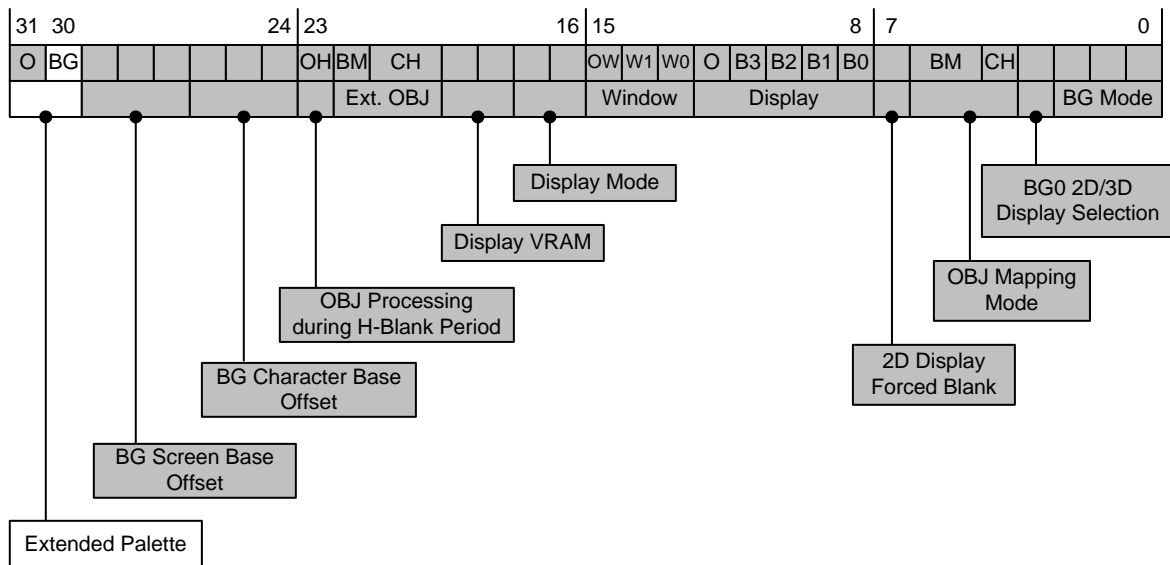 31 30 24 23 16 15 8 7 0
O BG OH BM CH OW W1 W0 O B3 B2 B1 B0 BM CH
Ext. OBJ Window Display BG Mode
Display Mode
BG0 2D/3D
Display Selection
Display VRAM
OBJ Mapping
Mode
OBJ Processing
during H-Blank Period
2D Display
Forced Blank
BG Character Base
Offset
BG Screen Base
Offset
Extended Palette